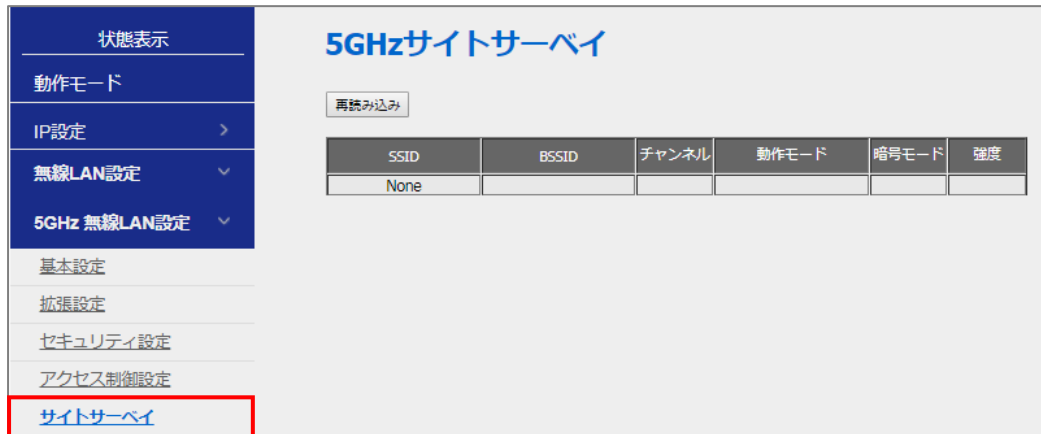 状態表示
動作モード
IP設定
無線LAN設定
5GHz 無線LAN設定
基本設定
拡張設定
セキュリティ設定
アクセス制御設定
サイトサーベイ
5GHzサイトサーベイ
再読み込み
SSID BSSID チャンネル 動作モード 暗号モード 強度
None